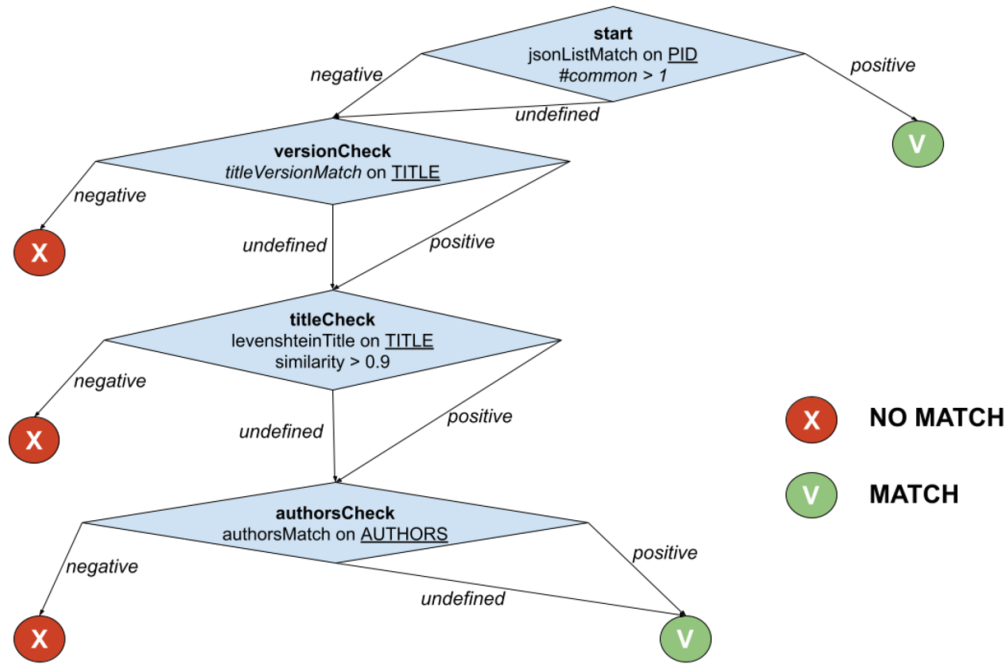 start
jsonListMatch on PID
#common > 1
negative
positive
undefined
V
versionCheck
titleVersionMatch on TITLE
negative
X
undefined
positive
titleCheck
levenshteinTitle on TITLE
similarity > 0.9
negative
X
undefined
positive
X
NO MATCH
V
MATCH
authorsCheck
authorsMatch on AUTHORS
negative
positive
undefined
X
V